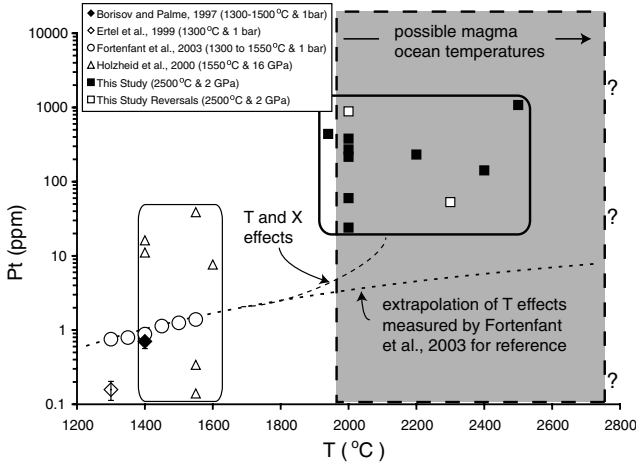 Borisov and Palme, 1997 (1300-1500°C & 1bar)
Ertel et al., 1999 (1300°C & 1 bar)
Fortenfant et al., 2003 (1300 to 1550°C & 1 bar)
Holzheid et al., 2000 (1550°C & 16 GPa)
This Study (2500°C & 2 GPa)
This Study Reversals (2500°C & 2 GPa)
possible magma
ocean temperatures
10000
1000
100
10
1
0.1
Pt (ppm)
?
?
?
T and X
effects
extrapolation of T effects
measured by Fortenfant
et al., 2003 for reference
1200
1400
1600
1800
2000
2200
2400
2600
2800
T (°C)